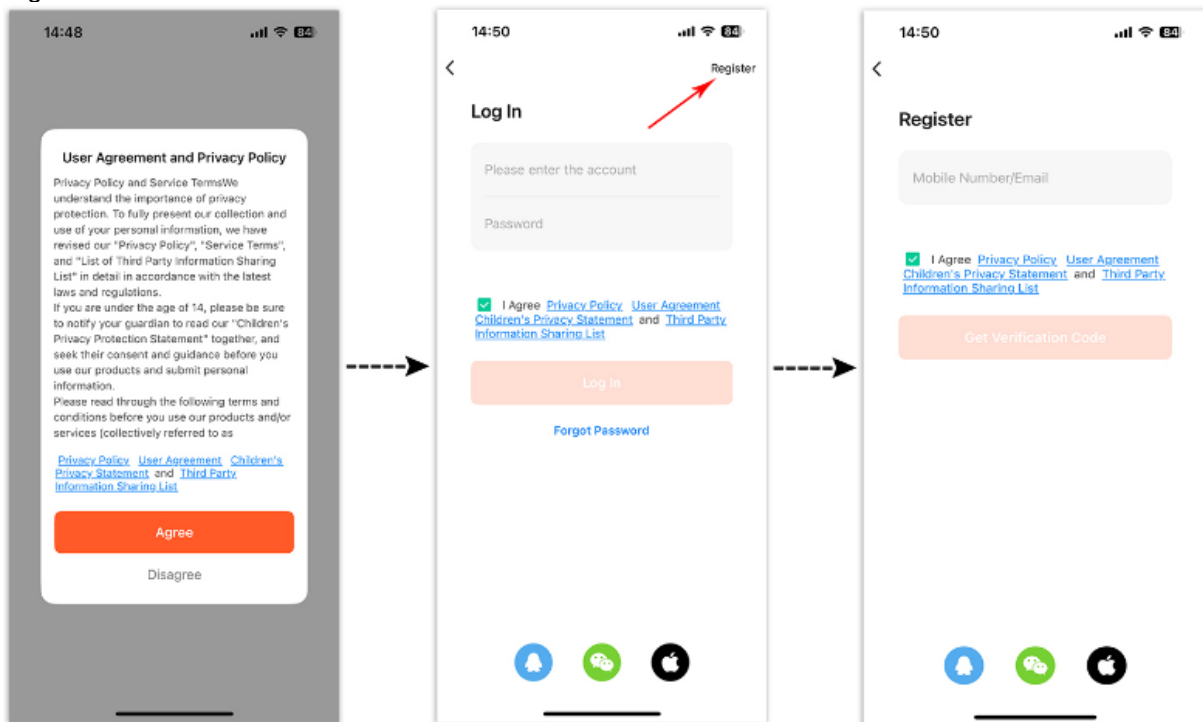 14:48
84
User Agreement and Privacy Policy
Privacy Policy and Service TermsWe
understand the importance of privacy
protection. To fully present our collection and
use of your personal information, we have
revised our "Privacy Policy", "Service Terms",
and "List of Third Party Information Sharing
List" in detail in accordance with the latest
laws and regulations.
If you are under the age of 14, please be sure
to notify your guardian to read our "Children's
Privacy Protection Statement" together, and
seek their consent and guidance before you
use our products and submit personal
information.
Please read through the following terms and
conditions before you use our products and/or
services (collectively referred to as
Privacy Policy User Agreement Children's
Privacy Statement and Third Party
Information Sharing List
Agree
Disagree
14:50
84
Register
Log In
Please enter the account
Password
I Agree Privacy Policy User Agreement
Children's Privacy Statement and Third Party
Information Sharing List
Log In
Forgot Password
14:50
84
Register
Mobile Number/Email
I Agree Privacy Policy User Agreement
Children's Privacy Statement and Third Party
Information Sharing List
Get Verification Code